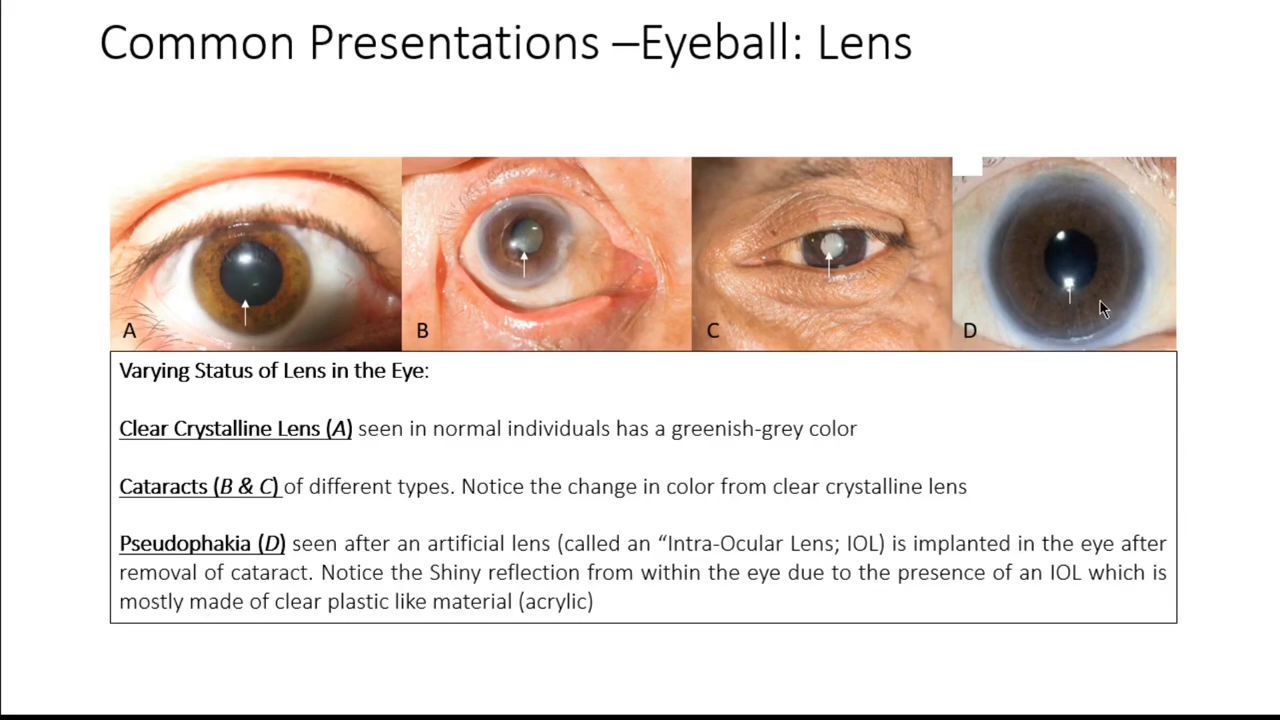 Common Presentations –Eyeball: Lens
A
B
C
D
Varying Status of Lens in the Eye:
Clear Crystalline Lens (A) seen in normal individuals has a greenish-grey color
Cataracts (B & C) of different types. Notice the change in color from clear crystalline lens
Pseudophakia (D) seen after an artificial lens (called an “Intra-Ocular Lens; IOL) is implanted in the eye after
removal of cataract. Notice the Shiny reflection from within the eye due to the presence of an IOL which is
mostly made of clear plastic like material (acrylic)